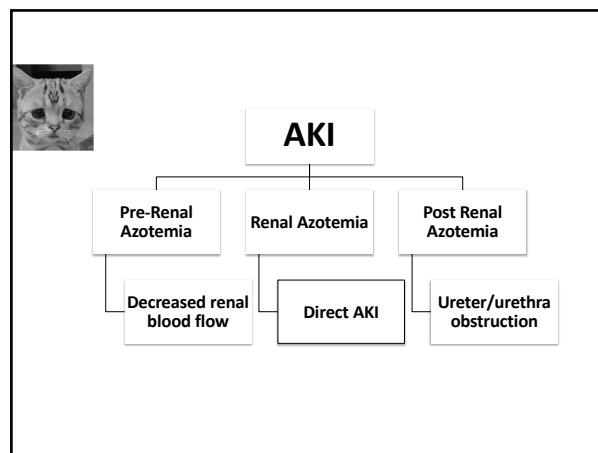 AKI
Pre-Renal
Azotemia
Renal Azotemia
Post Renal
Azotemia
Decreased renal
blood flow
Direct AKI
Ureter/urethra
obstruction